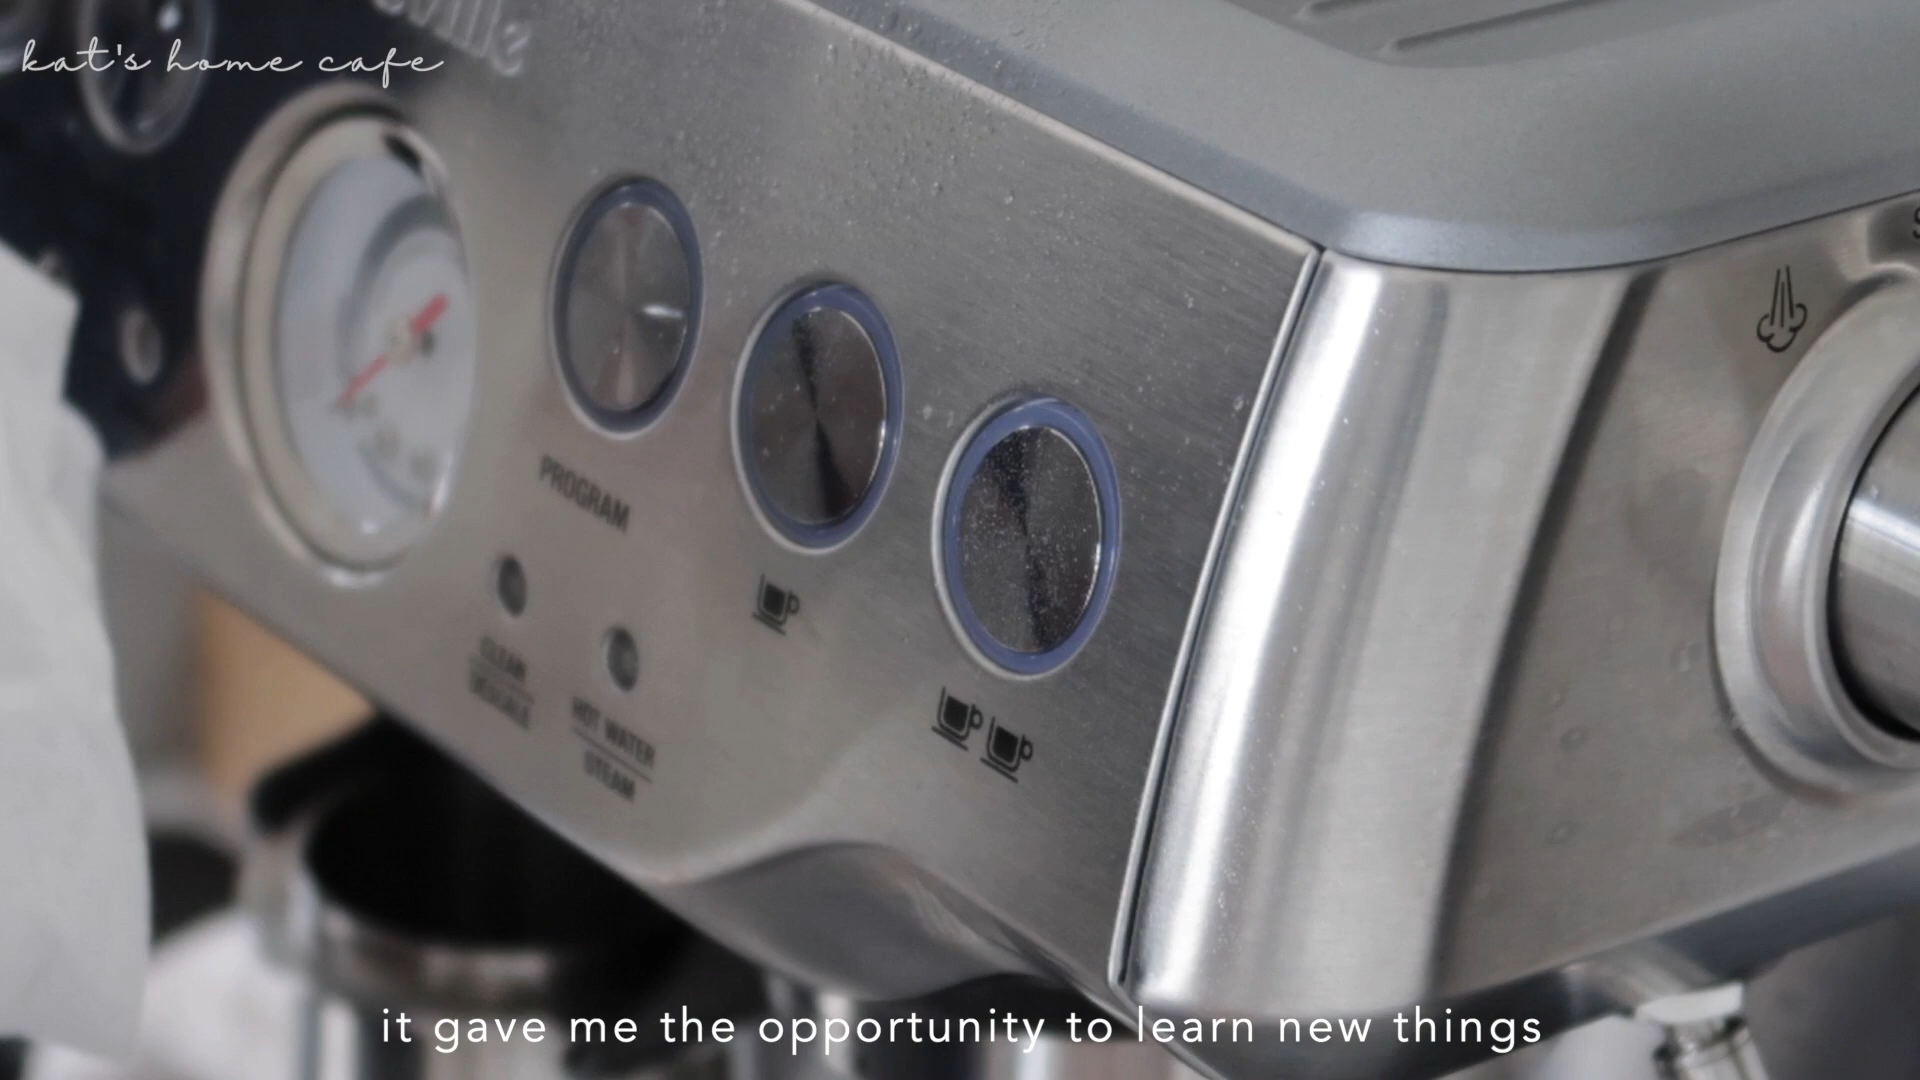 kat's home cafe
PROGRAM
CLEAN
DESCALE
HOT WATER
STEAM
it gave me the opportunity to learn new things